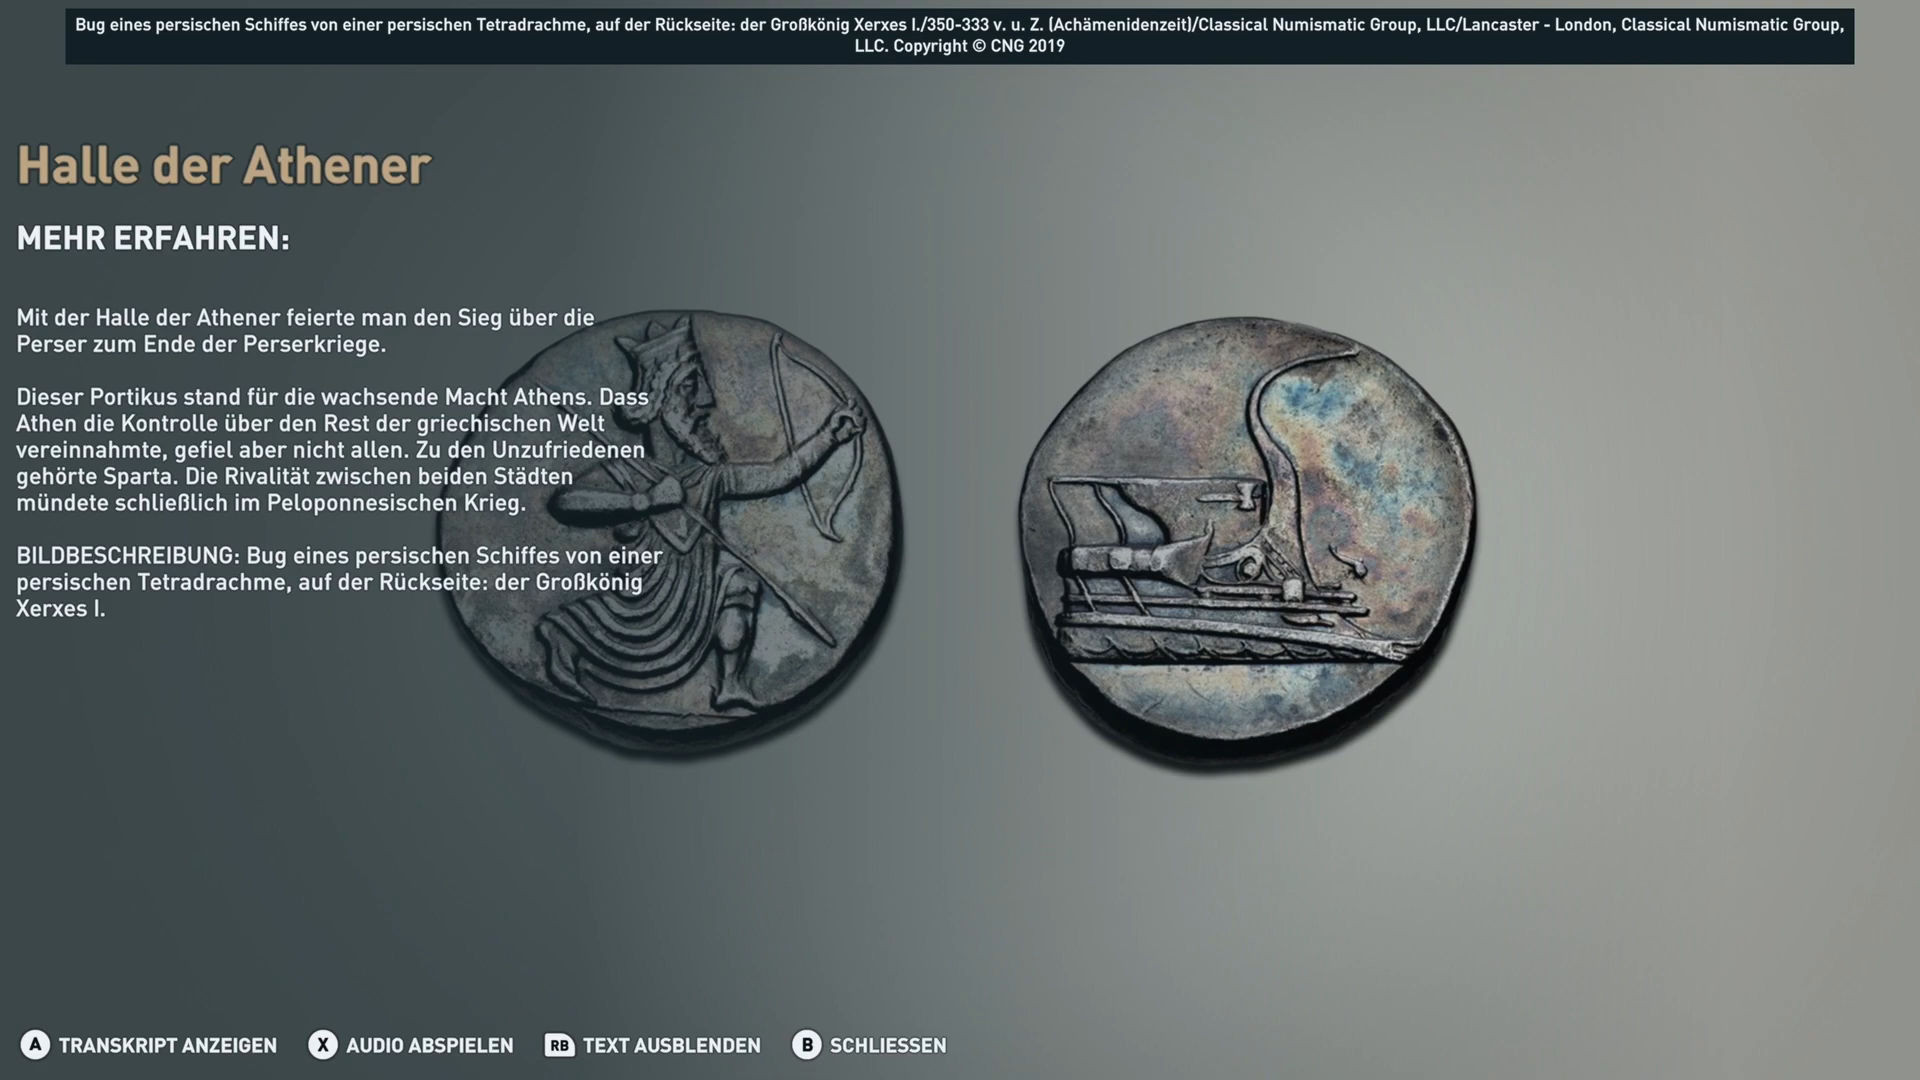 Bug eines persischen Schiffes von einer persischen Tetradrachme, auf der Rückseite: der Großkönig Xerxes I./350-333 v. u. Z. (Achämenidenzeit)/Classical Numismatic Group, LLC/Lancaster - London, Classical Numismatic Group,
LLC. Copyright © CNG 2019
Halle der Athener
MEHR ERFAHREN:
Mit der Halle der Athener feierte man den Sieg über die
Perser zum Ende der Perserkriege.
Dieser Portikus stand für die wachsende Macht Athens. Dass
Athen die Kontrolle über den Rest der griechischen Welt
vereinnahmte, gefiel aber nicht allen. Zu den Unzufriedenen
gehörte Sparta. Die Rivalität zwischen beiden Städten
mündete schließlich im Peloponnesischen Krieg.
BILDBESCHREIBUNG: Bug eines persischen Schiffes von einer
persischen Tetradrachme, auf der Rückseite: der Großkönig
Xerxes I.
A TRANSKRIPT ANZEIGEN X AUDIO ABSPIELEN RB TEXT AUSBLENDEN B SCHLIESSEN